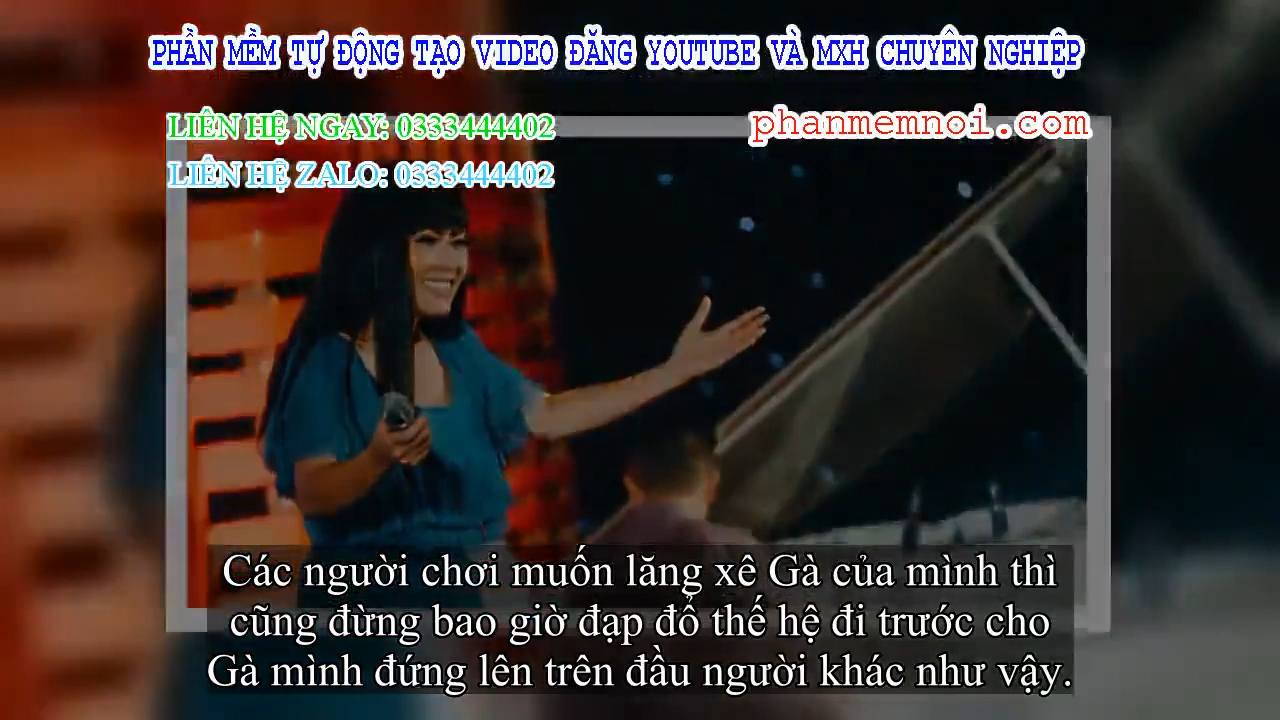 PHẦN MỀM TỰ ĐỘNG TẠO VIDEO ĐĂNG YOUTUBE VÀ MXH CHUYÊN NGHIỆP
LIÊN HỆ NGAY: 0333444402
phanmemnoi.com
LIÊN HỆ ZALO: 0333444402
Các người chơi muốn lăng xê Gà của mình thì
cũng đừng bao giờ đạp đổ thế hệ đi trước cho
Gà mình đứng lên trên đầu người khác như vậy.